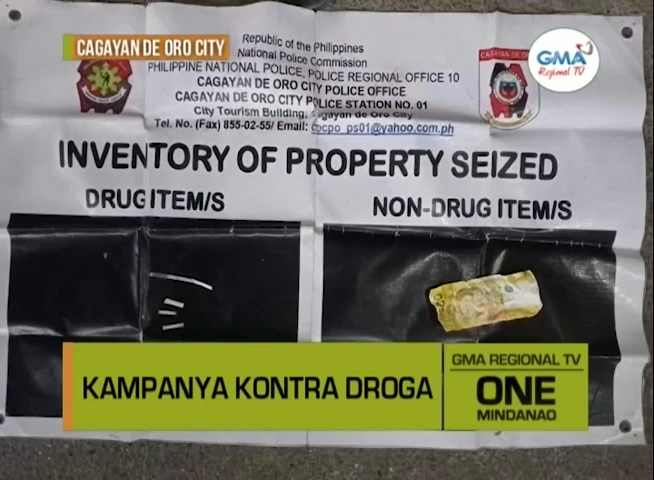 CAGAYAN DE ORO CITY
GMA
Regional TV
Republic of the Philippines
National Police Commission
PHILIPPINE NATIONAL POLICE, POLICE REGIONAL OFFICE 10
CAGAYAN DE ORO CITY POLICE OFFICE
CAGAYAN DE ORO CITY POLICE STATION NO. 01
City Tourism Building, Cagayan de Oro City
Tel. No. (Fax) 855-02-55/ Email: cocpo_ps01@yahoo.com.ph
INVENTORY OF PROPERTY SEIZED
DRUG ITEM/S
NON-DRUG ITEM/S
KAMPANYA KONTRA DROGA
GMA REGIONAL TV
ONE
MINDANAO